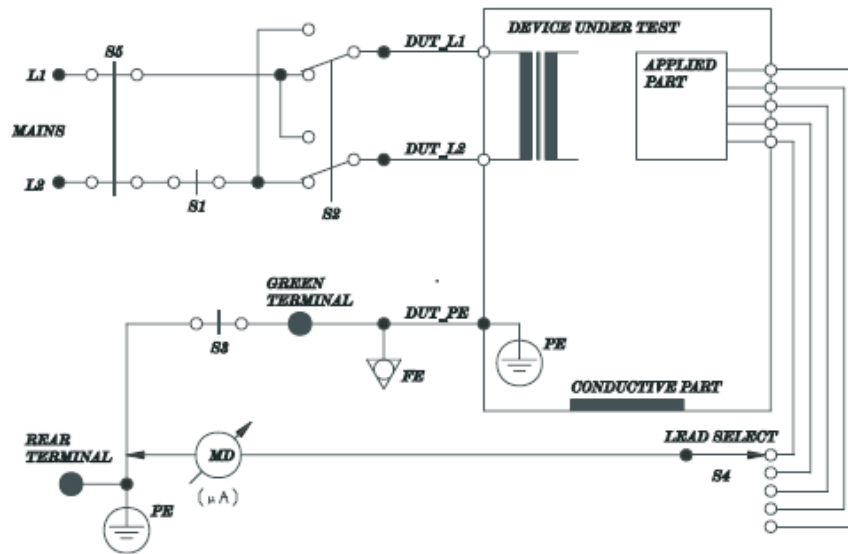 S5
DUT_L1
DEVICE UNDER TEST
L1
APPLIED
PART
MAINS
DUT_L2
L2
S1
S2
GREEN
TERMINAL
DUT_PE
S3
PE
FE
CONDUCTIVE PART
REAR
TERMINAL
MD
LEAD SELECT
S4
(μA)
PE